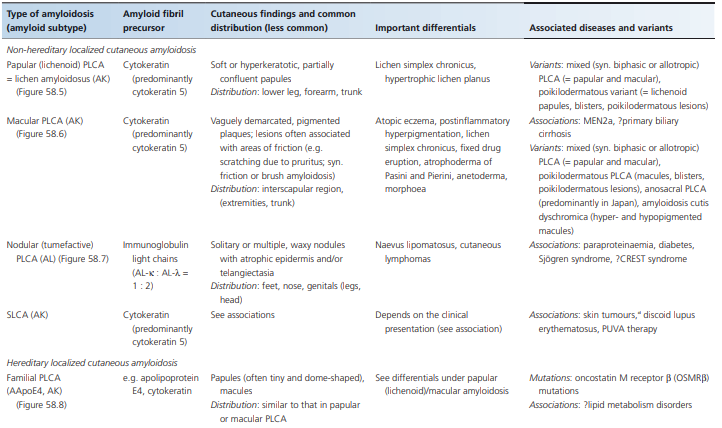 Type of amyloidosis (amyloid subtype)
Amyloid fibril precursor
Cutaneous findings and common distribution (less common)
Important differentials
Associated diseases and variants
Non-hereditary localized cutaneous amyloidosis
Papular (lichenoid) PLCA
= lichen amyloidosus (AK)
(Figure 58.5)
Cytokeratin
(predominantly
cytokeratin 5)
Soft or hyperkeratotic, partially
confluent papules
Distribution: lower leg, forearm, trunk
Lichen simplex chronicus,
hypertrophic lichen planus
Variants: mixed (syn. biphasic or allotropic)
PLCA (= papular and macular),
poikilodermatous variant (= lichenoid
papules, blisters, poikilodermatous lesions)
Macular PLCA (AK)
(Figure 58.6)
Cytokeratin
(predominantly
cytokeratin 5)
Vaguely demarcated, pigmented
plaques; lesions often associated
with areas of friction (e.g.
scratching due to pruritus; syn.
friction or brush amyloidosis)
Distribution: interscapular region,
(extremities, trunk)
Atopic eczema, postinflammatory
hyperpigmentation, lichen
simplex chronicus, fixed drug
eruption, atrophoderma of
Pasini and Pierini, anetoderma,
morphoea
Associations: MEN2a, ?primary biliary
cirrhosis
Variants: mixed (syn. biphasic or allotropic)
PLCA (= papular and macular),
poikilodermatous PLCA (macules, blisters,
poikilodermatous lesions), anosacral PLCA
(predominantly in Japan), amyloidosis cutis
dyschromica (hyper- and hypopigmented
macules)
Nodular (tumefactive)
PLCA (AL) (Figure 58.7)
Immunoglobulin
light chains
(AL-κ : AL-λ =
1 : 2)
Solitary or multiple, waxy nodules
with atrophic epidermis and/or
telangiectasia
Distribution: feet, nose, genitals (legs,
head)
Naevus lipomatosus, cutaneous
lymphomas
Associations: paraproteinaemia, diabetes,
Sjögren syndrome, ?CREST syndrome
SLCA (AK)
Cytokeratin
(predominantly
cytokeratin 5)
See associations
Depends on the clinical
presentation (see association)
Associations: skin tumours,ᵃ discoid lupus
erythematosus, PUVA therapy
Hereditary localized cutaneous amyloidosis
Familial PLCA
(AApoE4, AK)
(Figure 58.8)
e.g. apolipoprotein
E4, cytokeratin
Papules (often tiny and dome-shaped),
macules
Distribution: similar to that in papular
or macular PLCA
See differentials under papular
(lichenoid)/macular amyloidosis
Mutations: oncostatin M receptor β (OSMRβ)
mutations
Associations: ?lipid metabolism disorders